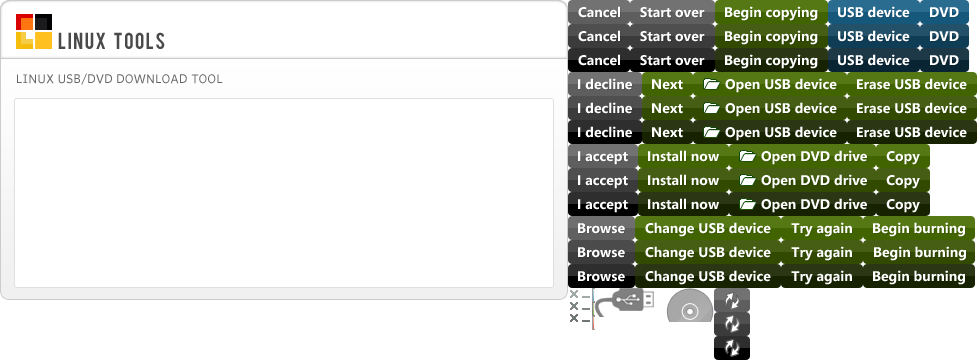 LINUX TOOLS
LINUX USB/DVD DOWNLOAD TOOL
Cancel Start over Begin copying USB device DVD
Cancel Start over Begin copying USB device DVD
Cancel Start over Begin copying USB device DVD
I decline Next Open USB device Erase USB device
I decline Next Open USB device Erase USB device
I decline Next Open USB device Erase USB device
I accept Install now Open DVD drive Copy
I accept Install now Open DVD drive Copy
I accept Install now Open DVD drive Copy
Browse Change USB device Try again Begin burning
Browse Change USB device Try again Begin burning
Browse Change USB device Try again Begin burning